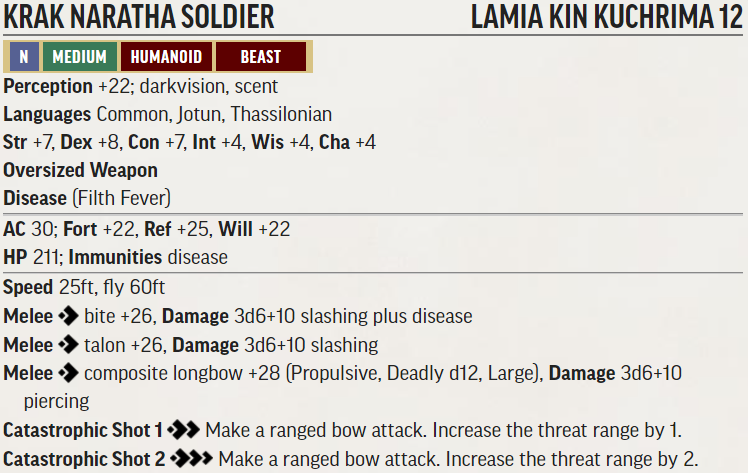 KRAK NARATHA SOLDIER LAMIA KIN KUCHRIMA 12
N MEDIUM HUMANOID BEAST
Perception +22; darkvision, scent
Languages Common, Jotun, Thassilonian
Str +7, Dex +8, Con +7, Int +4, Wis +4, Cha +4
Oversized Weapon
Disease (Filth Fever)
AC 30; Fort +22, Ref +25, Will +22
HP 211; Immunities disease
Speed 25ft, fly 60ft
Melee bite +26, Damage 3d6+10 slashing plus disease
Melee talon +26, Damage 3d6+10 slashing
Melee composite longbow +28 (Propulsive, Deadly d12, Large), Damage 3d6+10
piercing
Catastrophic Shot 1 Make a ranged bow attack. Increase the threat range by 1.
Catastrophic Shot 2 Make a ranged bow attack. Increase the threat range by 2.